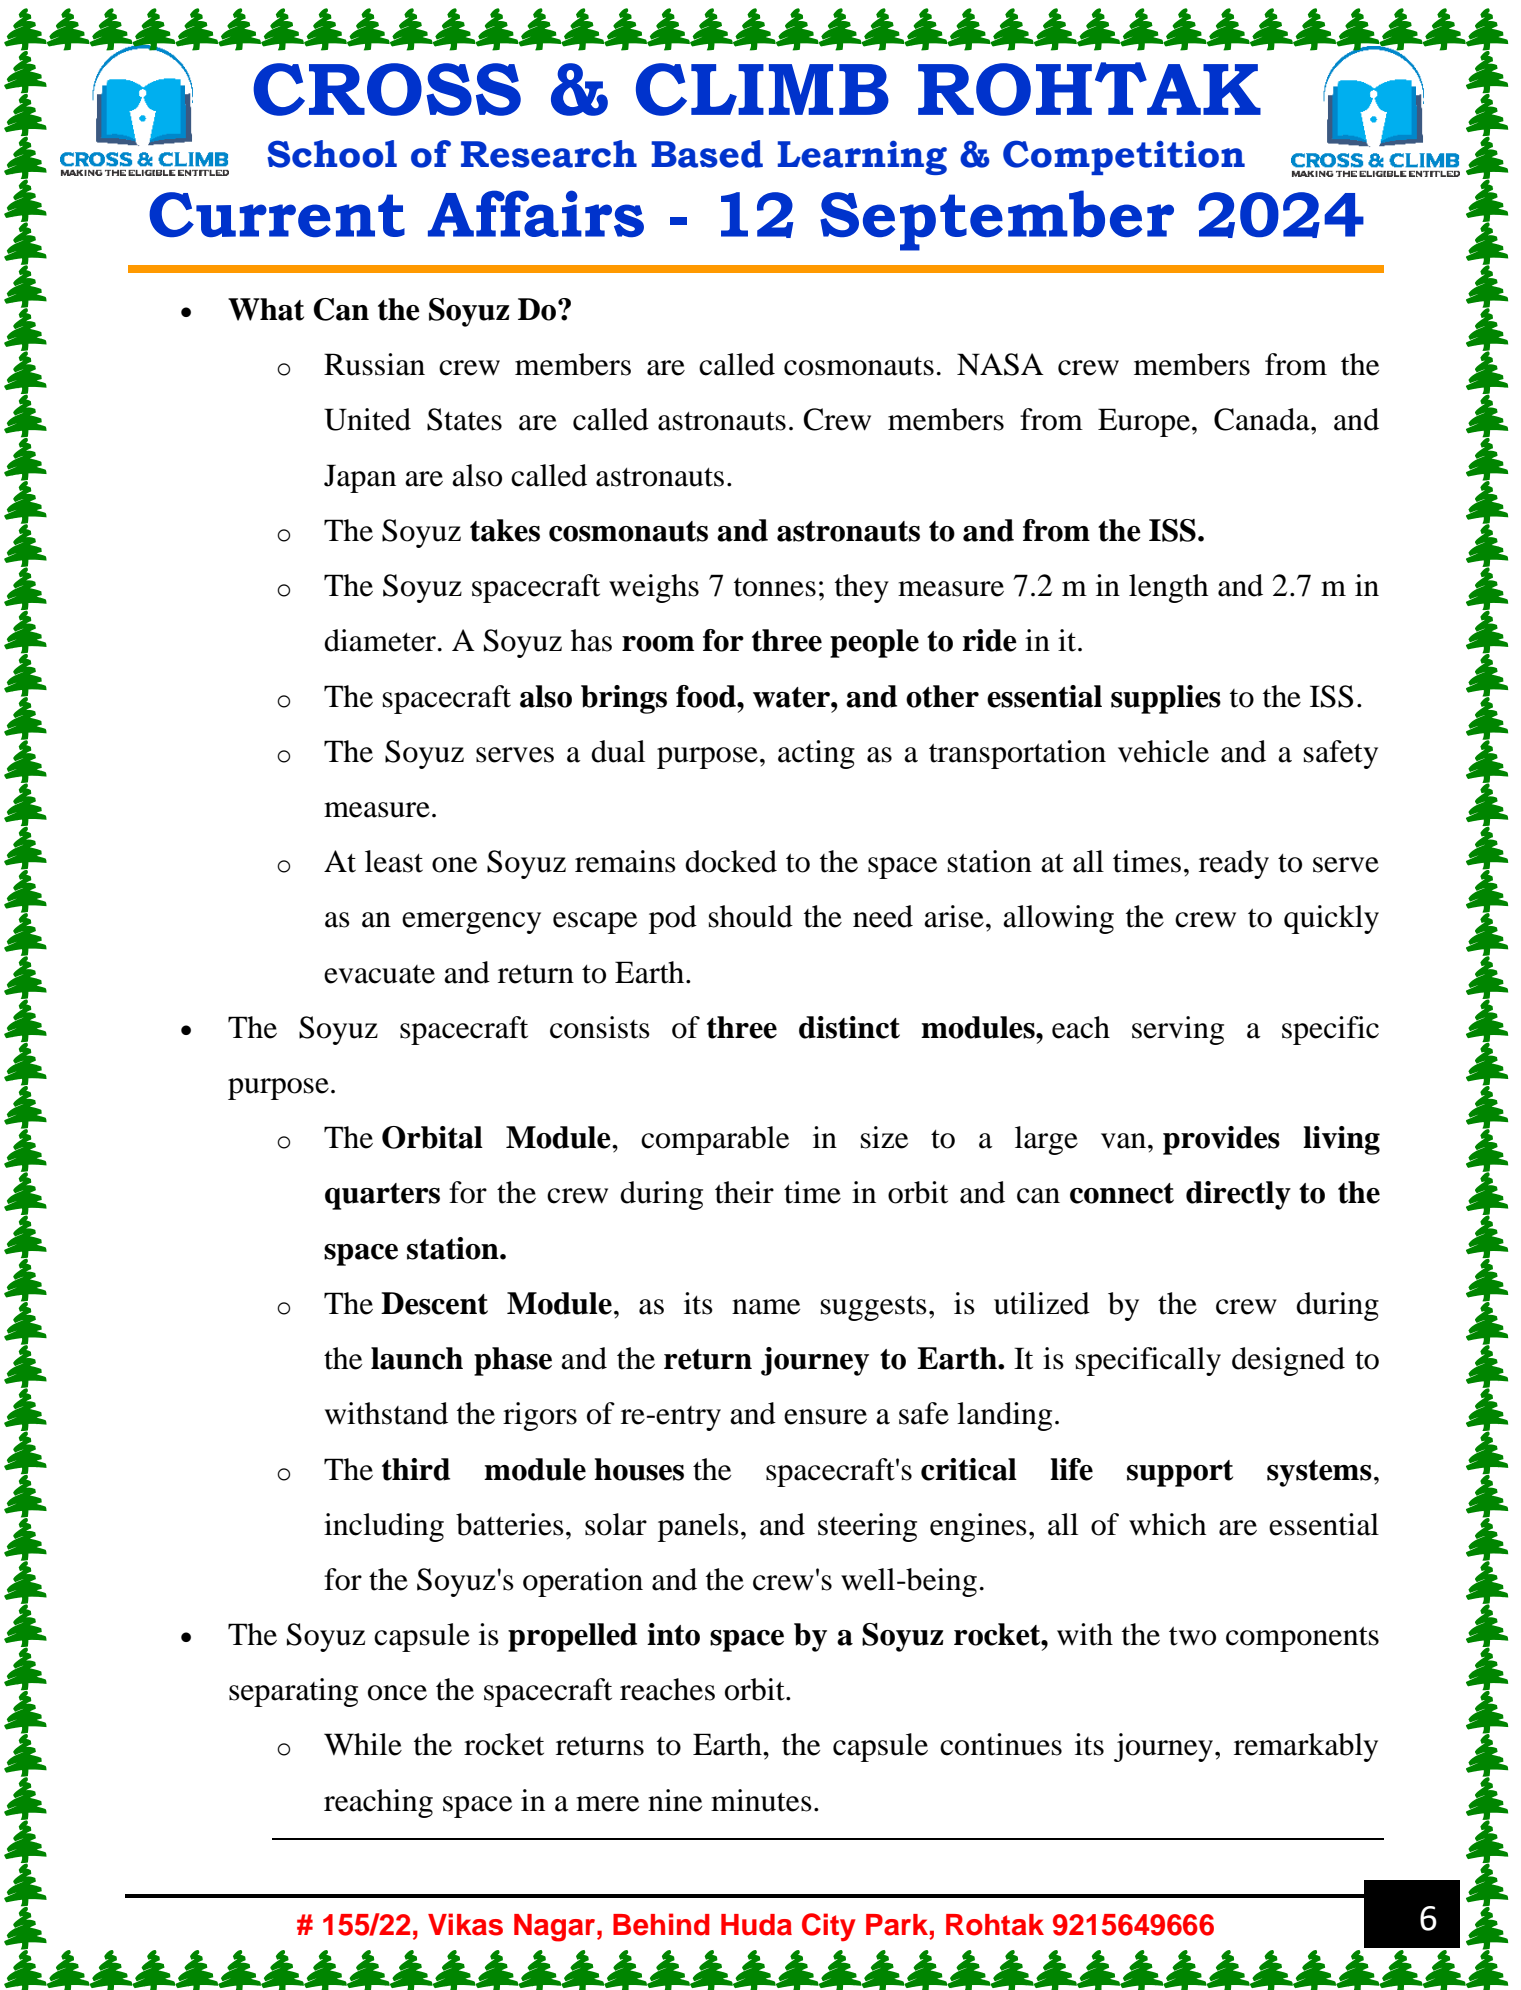 CROSS & CLIMB ROHTAK
School of Research Based Learning & Competition
CROSS & CLIMB
MAKING THE ELIGIBLE ENTITLED
CROSS & CLIMB
MAKING THE ELIGIBLE ENTITLED
Current Affairs - 12 September 2024
• What Can the Soyuz Do?
o Russian crew members are called cosmonauts. NASA crew members from the
United States are called astronauts. Crew members from Europe, Canada, and
Japan are also called astronauts.
o The Soyuz takes cosmonauts and astronauts to and from the ISS.
o The Soyuz spacecraft weighs 7 tonnes; they measure 7.2 m in length and 2.7 m in
diameter. A Soyuz has room for three people to ride in it.
o The spacecraft also brings food, water, and other essential supplies to the ISS.
o The Soyuz serves a dual purpose, acting as a transportation vehicle and a safety
measure.
o At least one Soyuz remains docked to the space station at all times, ready to serve
as an emergency escape pod should the need arise, allowing the crew to quickly
evacuate and return to Earth.
• The Soyuz spacecraft consists of three distinct modules, each serving a specific
purpose.
o The Orbital Module, comparable in size to a large van, provides living
quarters for the crew during their time in orbit and can connect directly to the
space station.
o The Descent Module, as its name suggests, is utilized by the crew during
the launch phase and the return journey to Earth. It is specifically designed to
withstand the rigors of re-entry and ensure a safe landing.
o The third module houses the spacecraft's critical life support systems,
including batteries, solar panels, and steering engines, all of which are essential
for the Soyuz's operation and the crew's well-being.
• The Soyuz capsule is propelled into space by a Soyuz rocket, with the two components
separating once the spacecraft reaches orbit.
o While the rocket returns to Earth, the capsule continues its journey, remarkably
reaching space in a mere nine minutes.
# 155/22, Vikas Nagar, Behind Huda City Park, Rohtak 9215649666
6